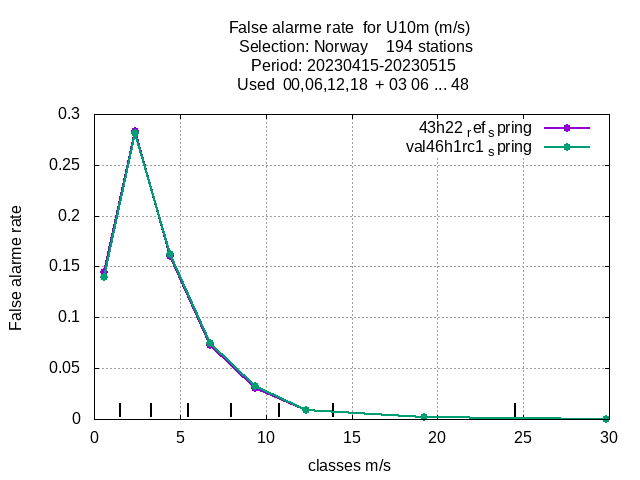 False alarme rate  for U10m (m/s)
Selection: Norway    194 stations
Period: 20230415-20230515
Used  00,06,12,18  + 03 06 ... 48
43h22 ref spring
val46h1rc1 spring
0.3
0.25
0.2
0.15
0.1
0.05
0
False alarme rate
0 5 10 15 20 25 30
classes m/s